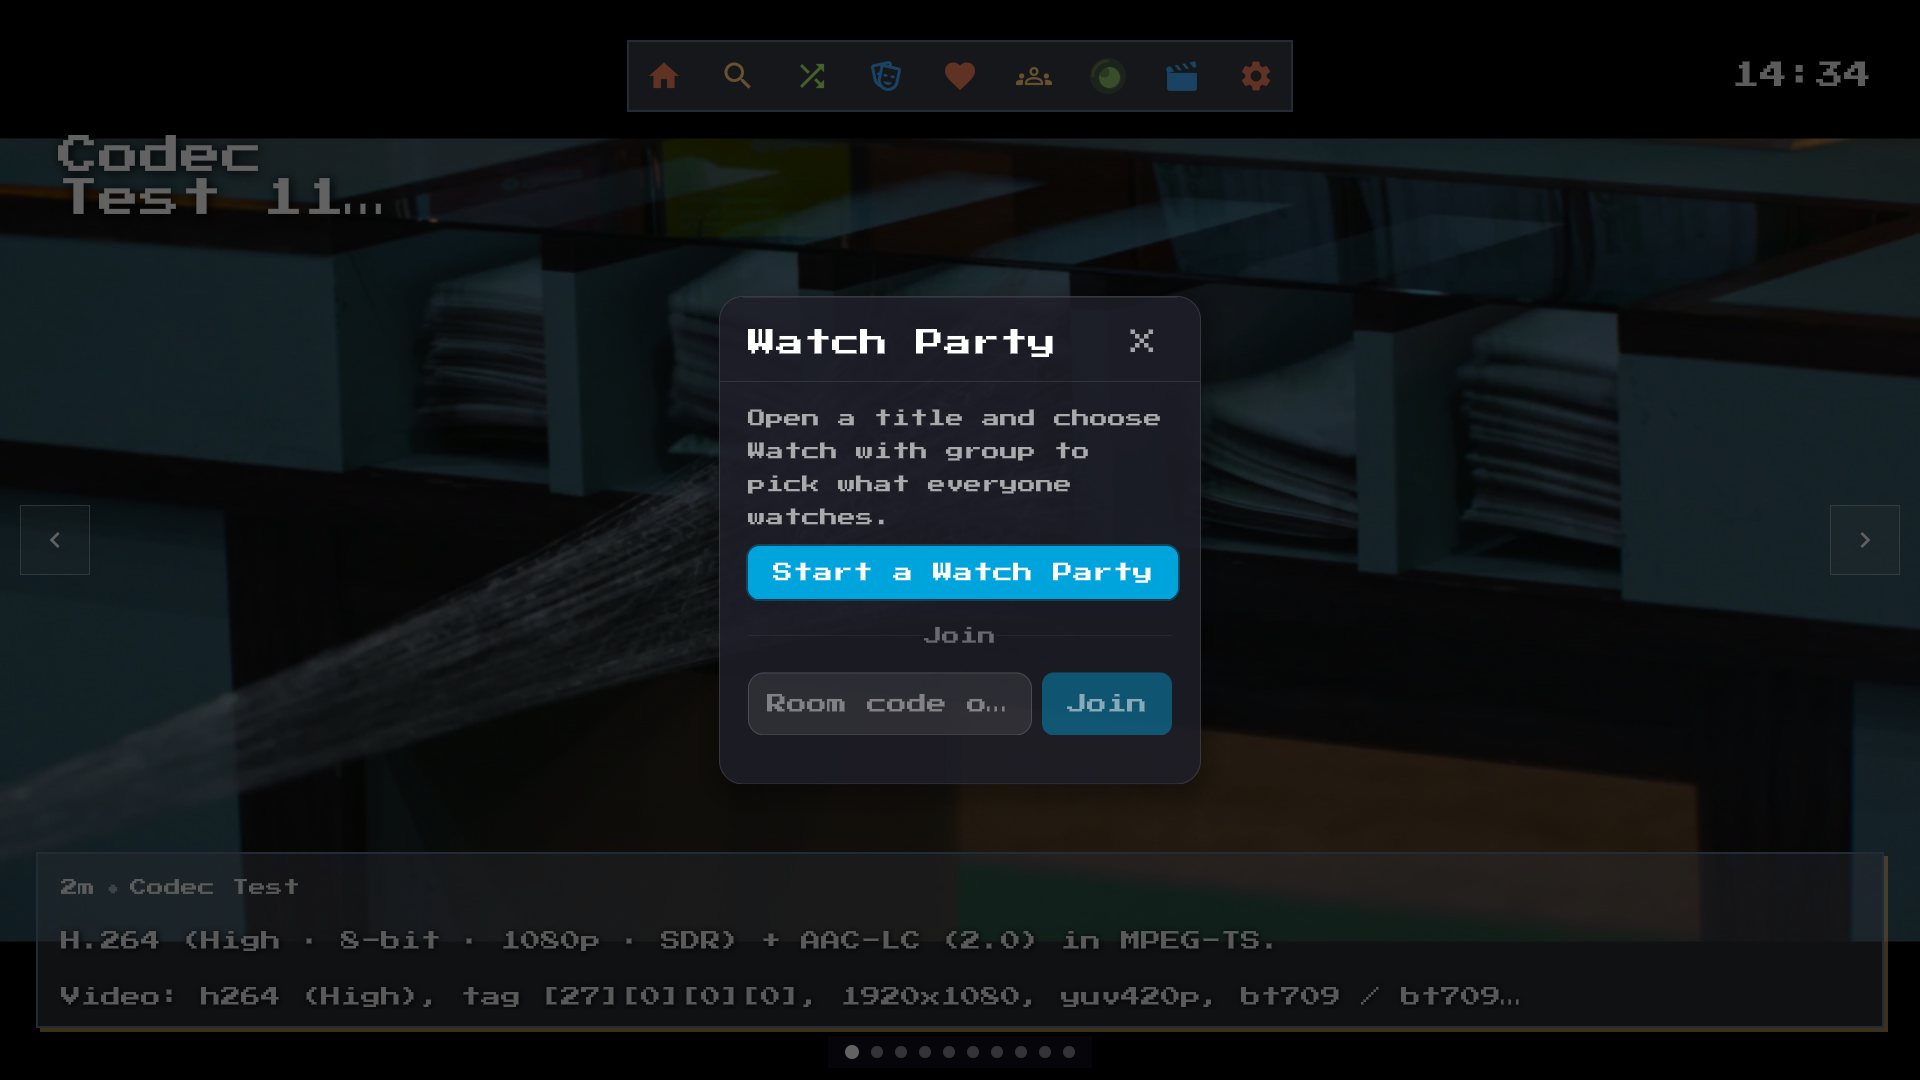 14:34
Codec
Test 11…
Watch Party
Open a title and choose
Watch with group to
pick what everyone
watches.
Start a Watch Party
Join
Room code o…
Join
2m • Codec Test
H.264 (High · 8-bit · 1080p · SDR) + AAC-LC (2.0) in MPEG-TS.
Video: h264 (High), tag [27][0][0][0], 1920x1080, yuv420p, bt709 / bt709…